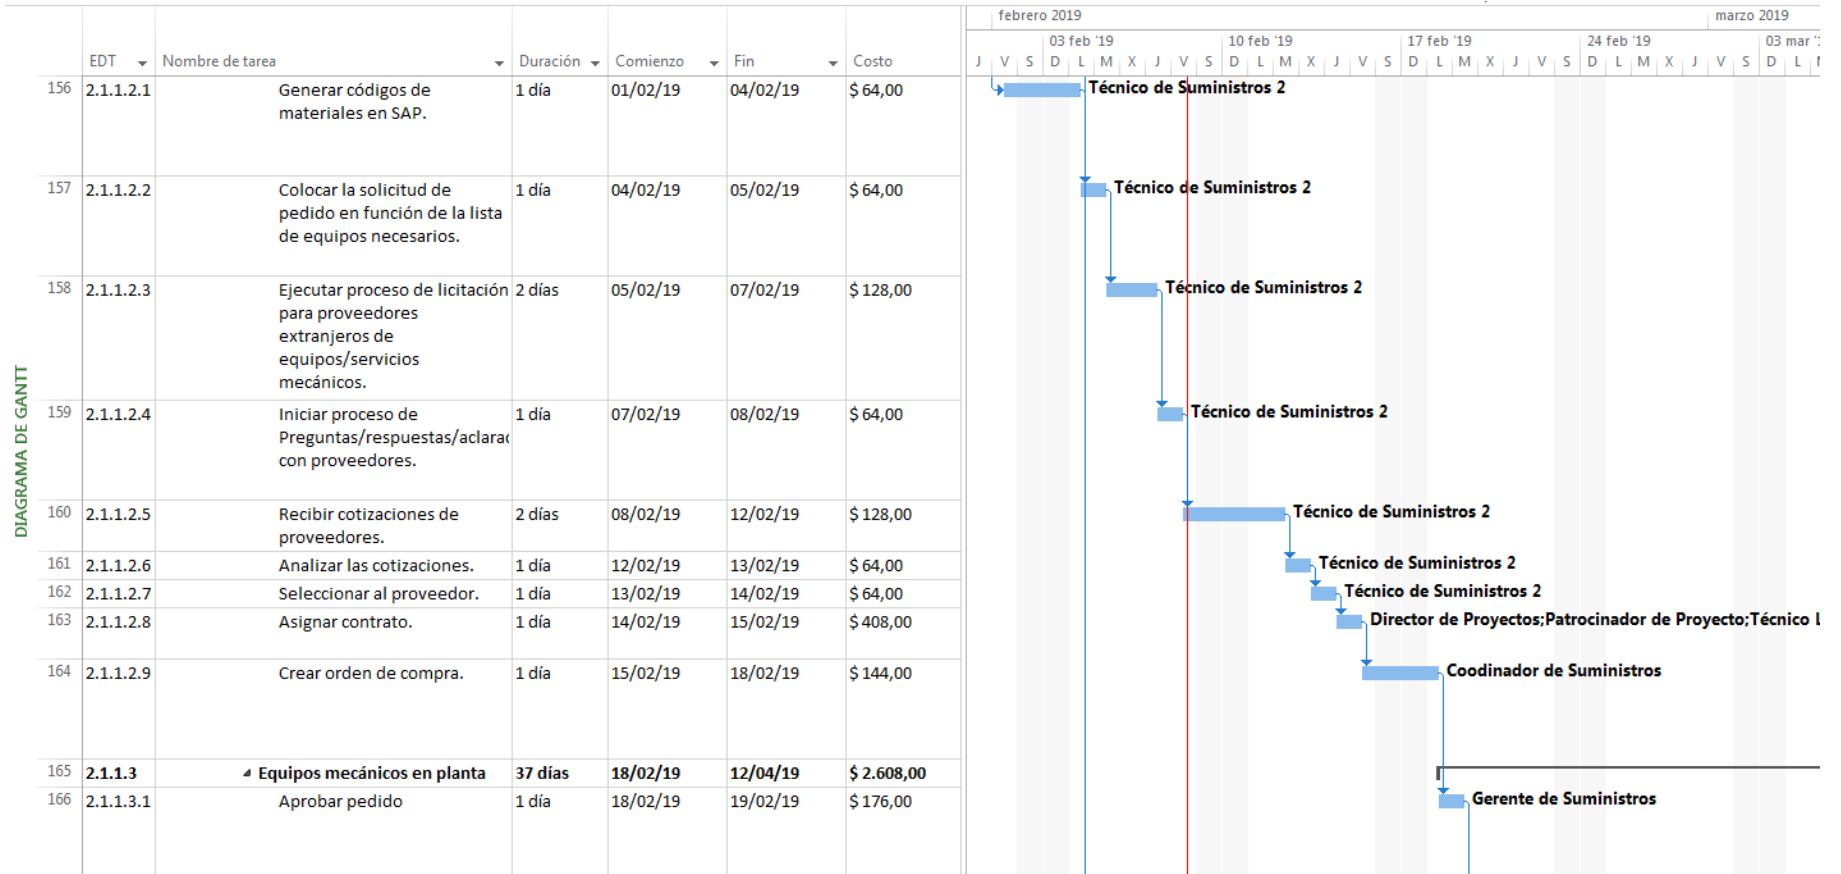 febrero 2019 marzo 2019
03 feb '19 10 feb '19 17 feb '19 24 feb '19 03 mar '
EDT Nombre de tarea Duración Comienzo Fin Costo J V S D L M X J V S D L M X J V S D L M X J V S D L M X J V S D L
156 2.1.1.2.1 Generar códigos de 1 día 01/02/19 04/02/19 $ 64,00 Técnico de Suministros 2
materiales en SAP.
157 2.1.1.2.2 Colocar la solicitud de 1 día 04/02/19 05/02/19 $ 64,00 Técnico de Suministros 2
pedido en función de la lista
de equipos necesarios.
158 2.1.1.2.3 Ejecutar proceso de licitación 2 días 05/02/19 07/02/19 $ 128,00 Técnico de Suministros 2
para proveedores
extranjeros de
equipos/servicios
mecánicos.
159 2.1.1.2.4 Iniciar proceso de 1 día 07/02/19 08/02/19 $ 64,00 Técnico de Suministros 2
Preguntas/respuestas/aclarac
con proveedores.
160 2.1.1.2.5 Recibir cotizaciones de 2 días 08/02/19 12/02/19 $ 128,00 Técnico de Suministros 2
proveedores.
161 2.1.1.2.6 Analizar las cotizaciones. 1 día 12/02/19 13/02/19 $ 64,00 Técnico de Suministros 2
162 2.1.1.2.7 Seleccionar al proveedor. 1 día 13/02/19 14/02/19 $ 64,00 Técnico de Suministros 2
163 2.1.1.2.8 Asignar contrato. 1 día 14/02/19 15/02/19 $ 408,00 Director de Proyectos;Patrocinador de Proyecto;Técnico L
164 2.1.1.2.9 Crear orden de compra. 1 día 15/02/19 18/02/19 $ 144,00 Coodinador de Suministros
165 2.1.1.3 Equipos mecánicos en planta 37 días 18/02/19 12/04/19 $ 2.608,00
166 2.1.1.3.1 Aprobar pedido 1 día 18/02/19 19/02/19 $ 176,00 Gerente de Suministros
DIAGRAMA DE GANTT